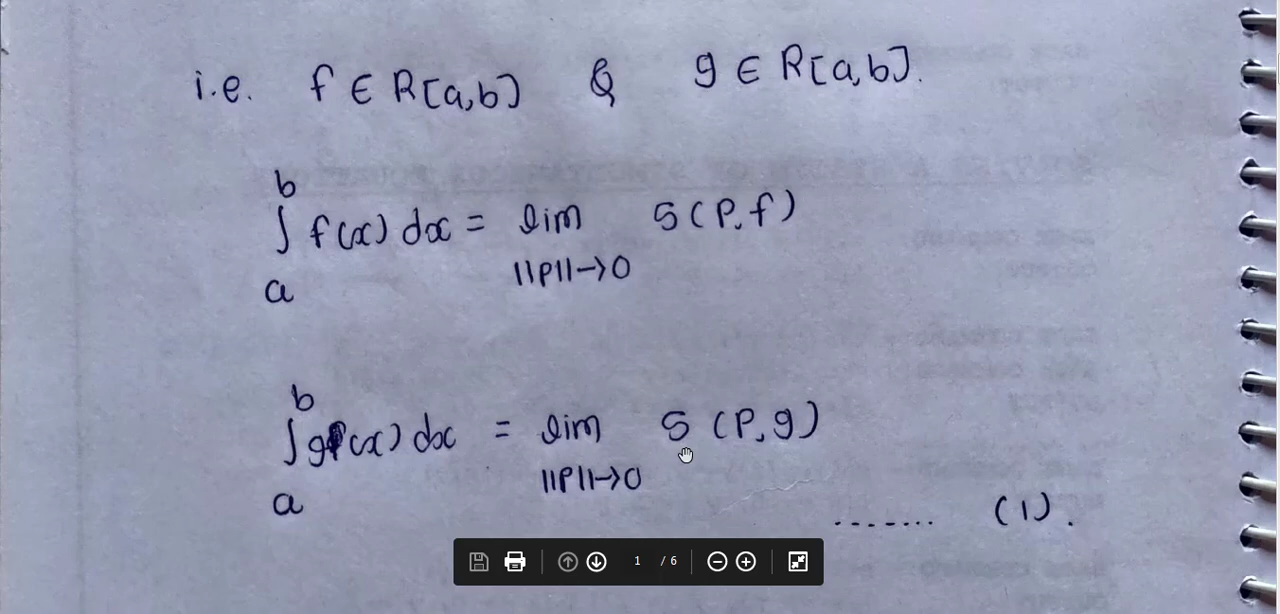 i.e. f ∈ R[a,b] & g ∈ R[a,b].
b
∫ f(x) dx = lim S(P,f)
a ||P||→0
b
∫ g(x) dx = lim S(P,g)
a ||P||→0
....... (1).
1 / 6